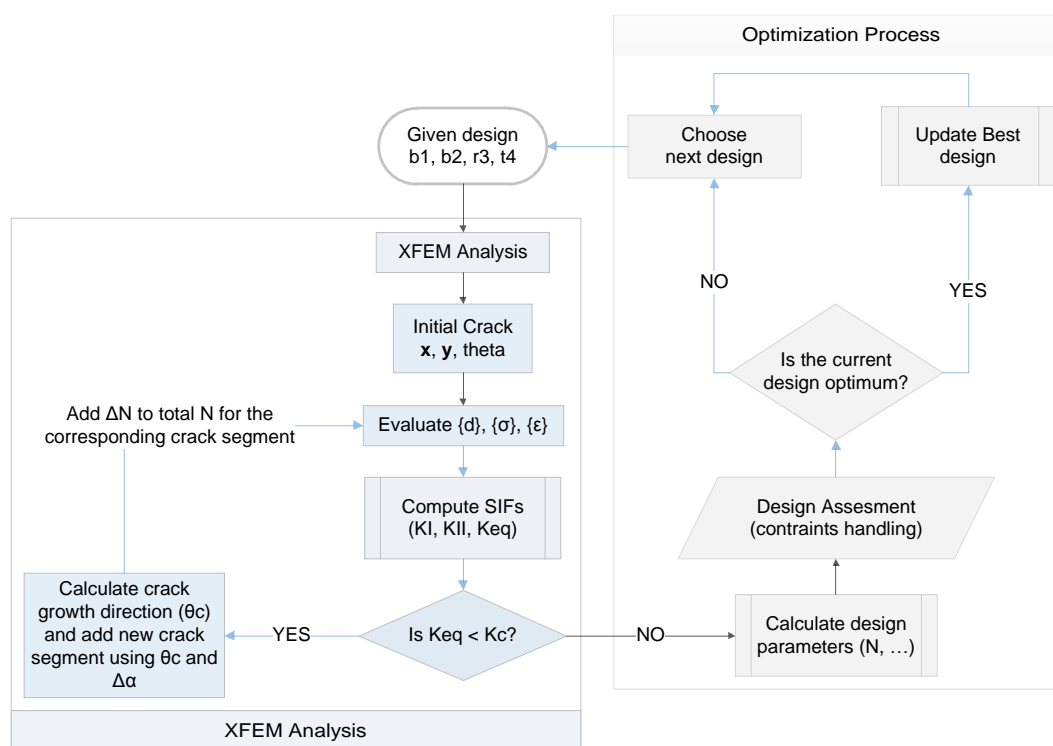 Optimization Process
Given design
b1, b2, r3, t4
Choose
next design
Update Best
design
XFEM Analysis
NO
YES
Initial Crack
x, y, theta
Is the current
design optimum?
Add ΔN to total N for the
corresponding crack segment
Evaluate {d}, {σ}, {ε}
Compute SIFs
(KI, KII, Keq)
Design Assesment
(contraints handling)
Calculate crack
growth direction (θc)
and add new crack
segment using θc and
Δα
YES
Is Keq < Kc?
NO
Calculate design
parameters (N, …)
XFEM Analysis